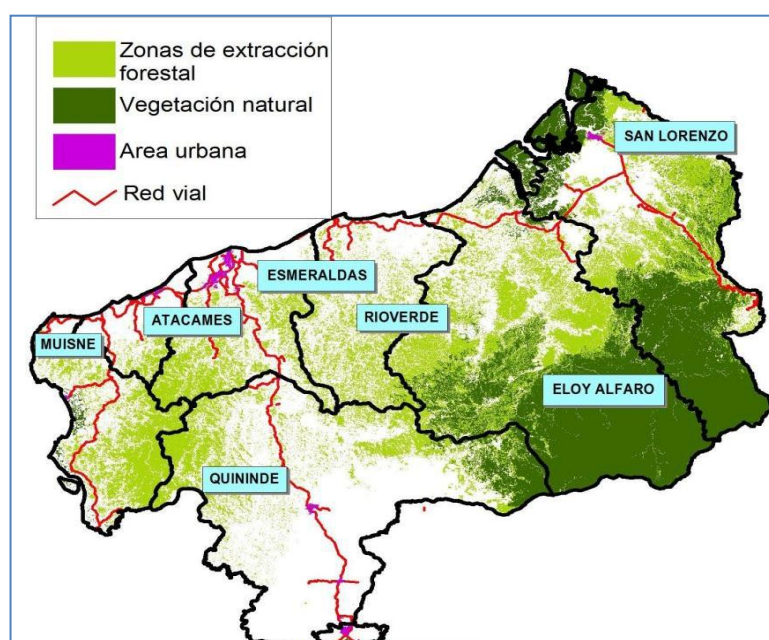 Zonas de extracción
forestal
Vegetación natural
Area urbana
Red vial
SAN LORENZO
ESMERALDAS
ATACAMES
RIOVERDE
MUISNE
ELOY ALFARO
QUININDE